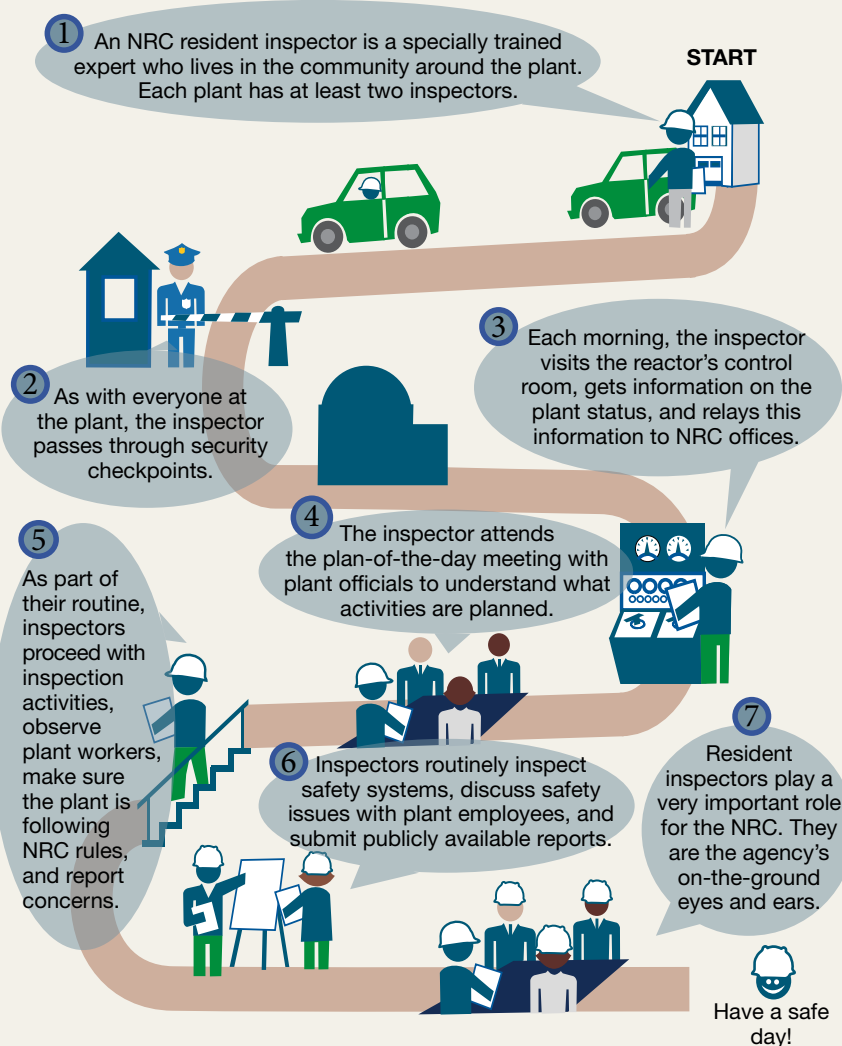 1
An NRC resident inspector is a specially trained
expert who lives in the community around the plant.
Each plant has at least two inspectors.
START
2
As with everyone at
the plant, the inspector
passes through security
checkpoints.
3
Each morning, the inspector
visits the reactor’s control
room, gets information on the
plant status, and relays this
information to NRC offices.
4
The inspector attends
the plan-of-the-day meeting with
plant officials to understand what
activities are planned.
5
As part of
their routine,
inspectors
proceed with
inspection
activities,
observe
plant workers,
make sure
the plant is
following
NRC rules,
and report
concerns.
6
Inspectors routinely inspect
safety systems, discuss safety
issues with plant employees, and
submit publicly available reports.
7
Resident
inspectors play a
very important role
for the NRC. They
are the agency’s
on-the-ground
eyes and ears.
Have a safe
day!